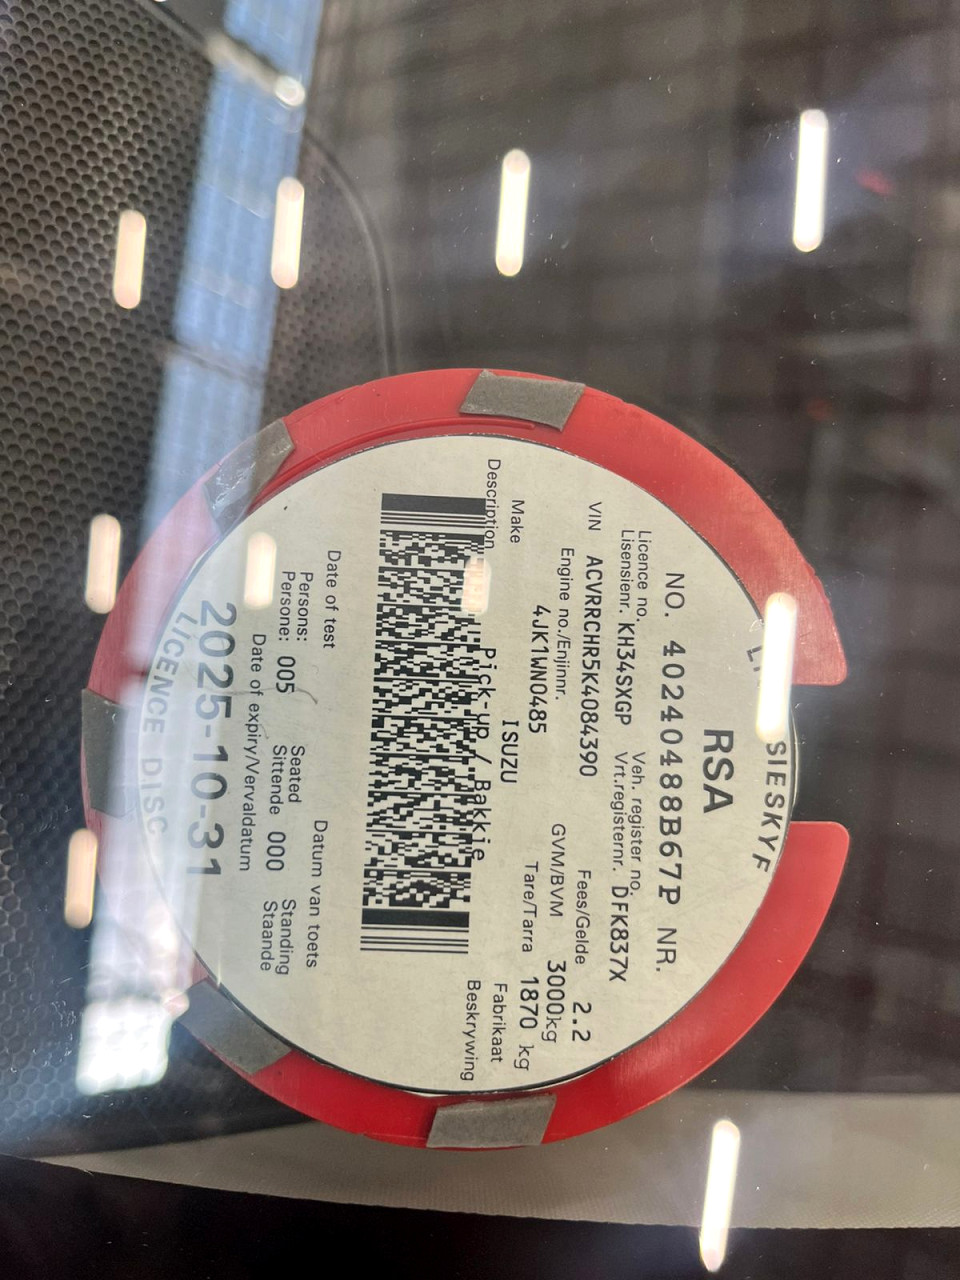 SIESKYF
RSA
NO. 40240488B67P NR.
Licence no. Veh. register no.
Lisensienr. KH34SXGP Vrt.registernr. DFK837X
VIN ACVRRCHR5K4084390 Fees/Gelde 2.2
Engine no./Enjinnr. GVM/BVM 3000kg
4JK1WN0485 Tare/Tarra 1870 kg
Make ISUZU Fabrikaat
Description Pick-up / Bakkie Beskrywing
Date of test Datum van toets
Persons: Seated Standing
Persone: 005 Sittende 000 Staande
Date of expiry/Vervaldatum
2025-10-31
LICENCE DISC